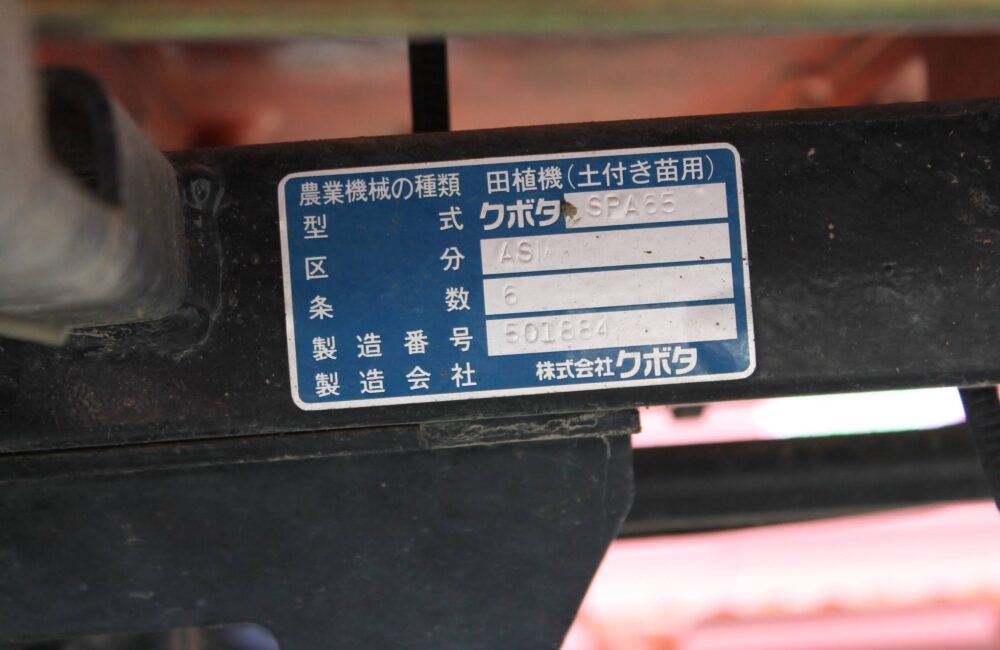 農業機械の種類 田植機(土付き苗用)
型式 クボタ SPA65
区分 ASM
条数 6
製造番号 501884
製造会社 株式会社クボタ